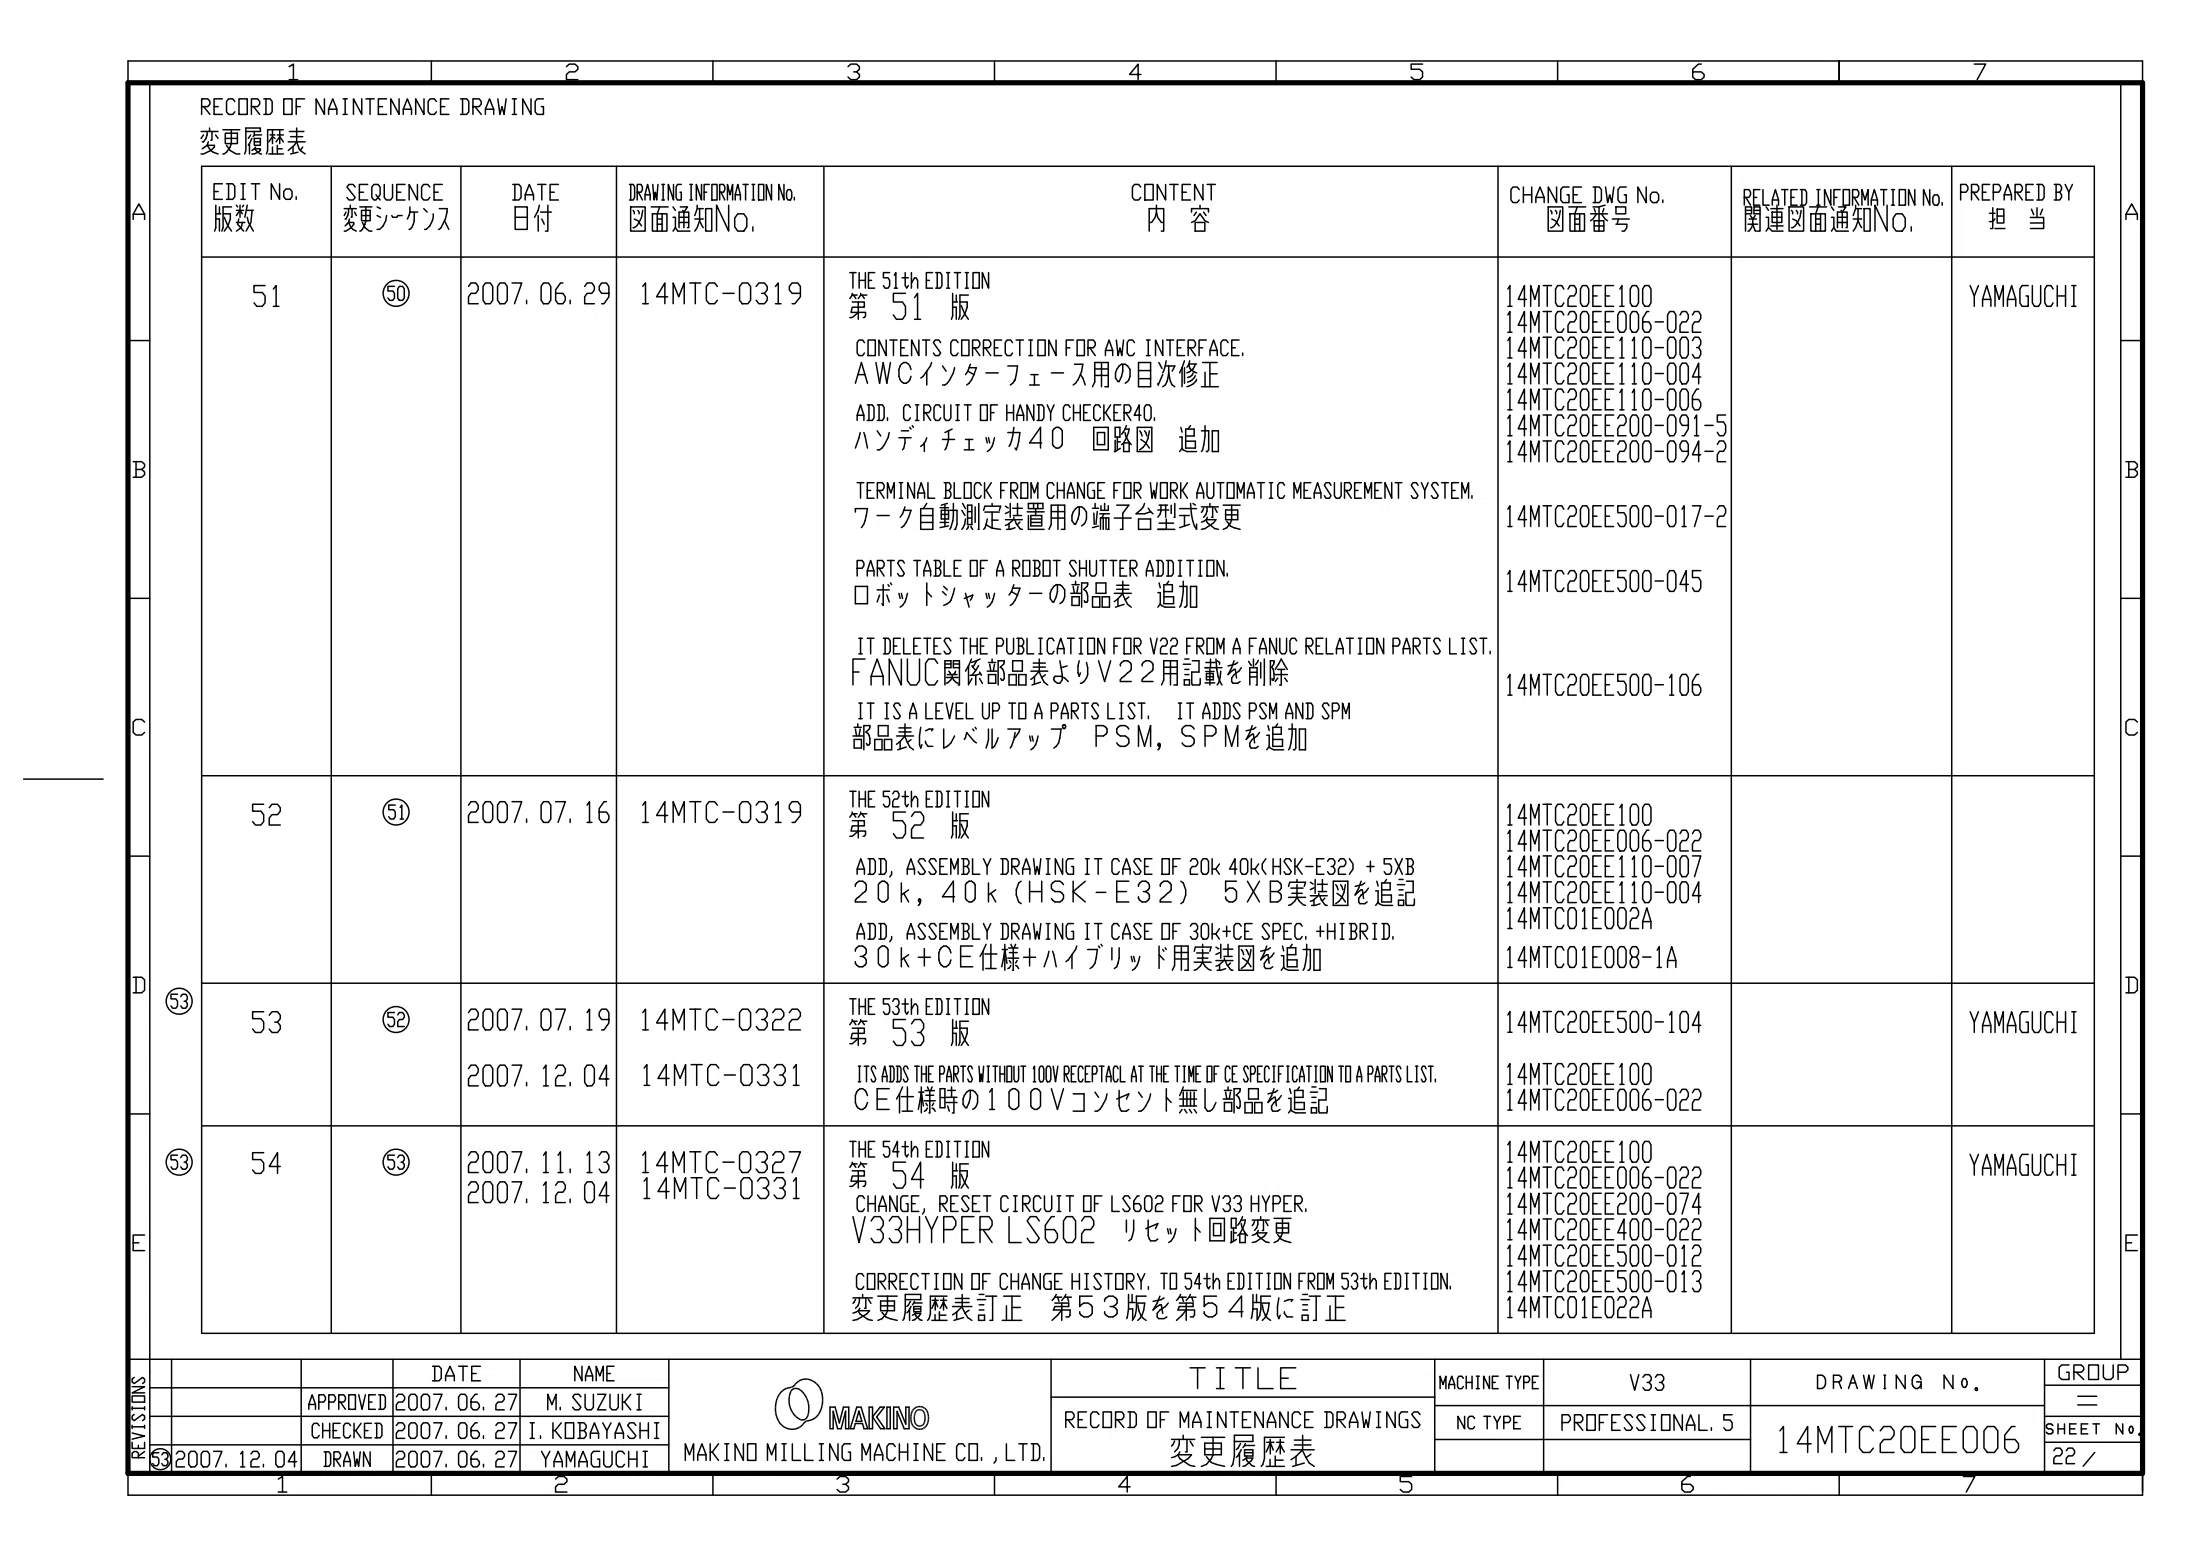 1 2 3 4 5 6 7
RECORD OF NAINTENANCE DRAWING
変更履歴表
EDIT No. SEQUENCE DATE DRAWING INFORMATION No. CONTENT CHANGE DWG No. RELATED INFORMATION No. PREPARED BY
版数 変更シーケンス 日付 図面通知No. 内 容 図面番号 関連図面通知No. 担 当
A A
THE 51th EDITION
51 50 2007.06.29 14MTC-0319 第 51 版 14MTC20EE100 YAMAGUCHI
14MTC20EE006-022
CONTENTS CORRECTION FOR AWC INTERFACE. 14MTC20EE110-003
AWCインターフェース用の目次修正 14MTC20EE110-004
14MTC20EE110-006
ADD. CIRCUIT OF HANDY CHECKER40. 14MTC20EE200-091-5
ハンディチェッカ40 回路図 追加 14MTC20EE200-094-2
B B
TERMINAL BLOCK FROM CHANGE FOR WORK AUTOMATIC MEASUREMENT SYSTEM.
ワーク自動測定装置用の端子台型式変更 14MTC20EE500-017-2
PARTS TABLE OF A ROBOT SHUTTER ADDITION.
ロボットシャッターの部品表 追加 14MTC20EE500-045
IT DELETES THE PUBLICATION FOR V22 FROM A FANUC RELATION PARTS LIST.
FANUC関係部品表よりV22用記載を削除 14MTC20EE500-106
IT IS A LEVEL UP TO A PARTS LIST. IT ADDS PSM AND SPM
部品表にレベルアップ PSM, SPMを追加
C C
THE 52th EDITION
52 51 2007.07.16 14MTC-0319 第 52 版 14MTC20EE100
14MTC20EE006-022
ADD, ASSEMBLY DRAWING IT CASE OF 20k 40k(HSK-E32) + 5XB 14MTC20EE110-007
20k, 40k (HSK-E32) 5XB実装図を追記 14MTC20EE110-004
14MTC01E002A
ADD, ASSEMBLY DRAWING IT CASE OF 30k+CE SPEC. +HIBRID.
30k+CE仕様+ハイブリッド用実装図を追加 14MTC01E008-1A
D D
THE 53th EDITION
53 53 52 2007.07.19 14MTC-0322 第 53 版 14MTC20EE500-104 YAMAGUCHI
2007.12.04 14MTC-0331 ITS ADDS THE PARTS WITHOUT 100V RECEPTACL AT THE TIME OF CE SPECIFICATION TO A PARTS LIST. 14MTC20EE100
CE仕様時の100Vコンセント無し部品を追記 14MTC20EE006-022
THE 54th EDITION 14MTC20EE100
53 54 53 2007.11.13 14MTC-0327 第 54 版 14MTC20EE006-022 YAMAGUCHI
2007.12.04 14MTC-0331
CHANGE, RESET CIRCUIT OF LS602 FOR V33 HYPER. 14MTC20EE200-074
V33HYPER LS602 リセット回路変更 14MTC20EE400-022
E E
14MTC20EE500-012
CORRECTION OF CHANGE HISTORY. TO 54th EDITION FROM 53th EDITION. 14MTC20EE500-013
変更履歴表訂正 第53版を第54版に訂正 14MTC01E022A
REVISIONS
53 2007.12.04
DATE NAME
APPROVED 2007.06.27 M. SUZUKI
CHECKED 2007.06.27 I. KOBAYASHI
DRAWN 2007.06.27 YAMAGUCHI
MAKINO
MAKINO MILLING MACHINE CO.,LTD.
TITLE
RECORD OF MAINTENANCE DRAWINGS
変更履歴表
MACHINE TYPE V33
NC TYPE PROFESSIONAL.5
DRAWING No.
14MTC20EE006
GROUP
=
SHEET No.
22/
1 2 3 4 5 6 7